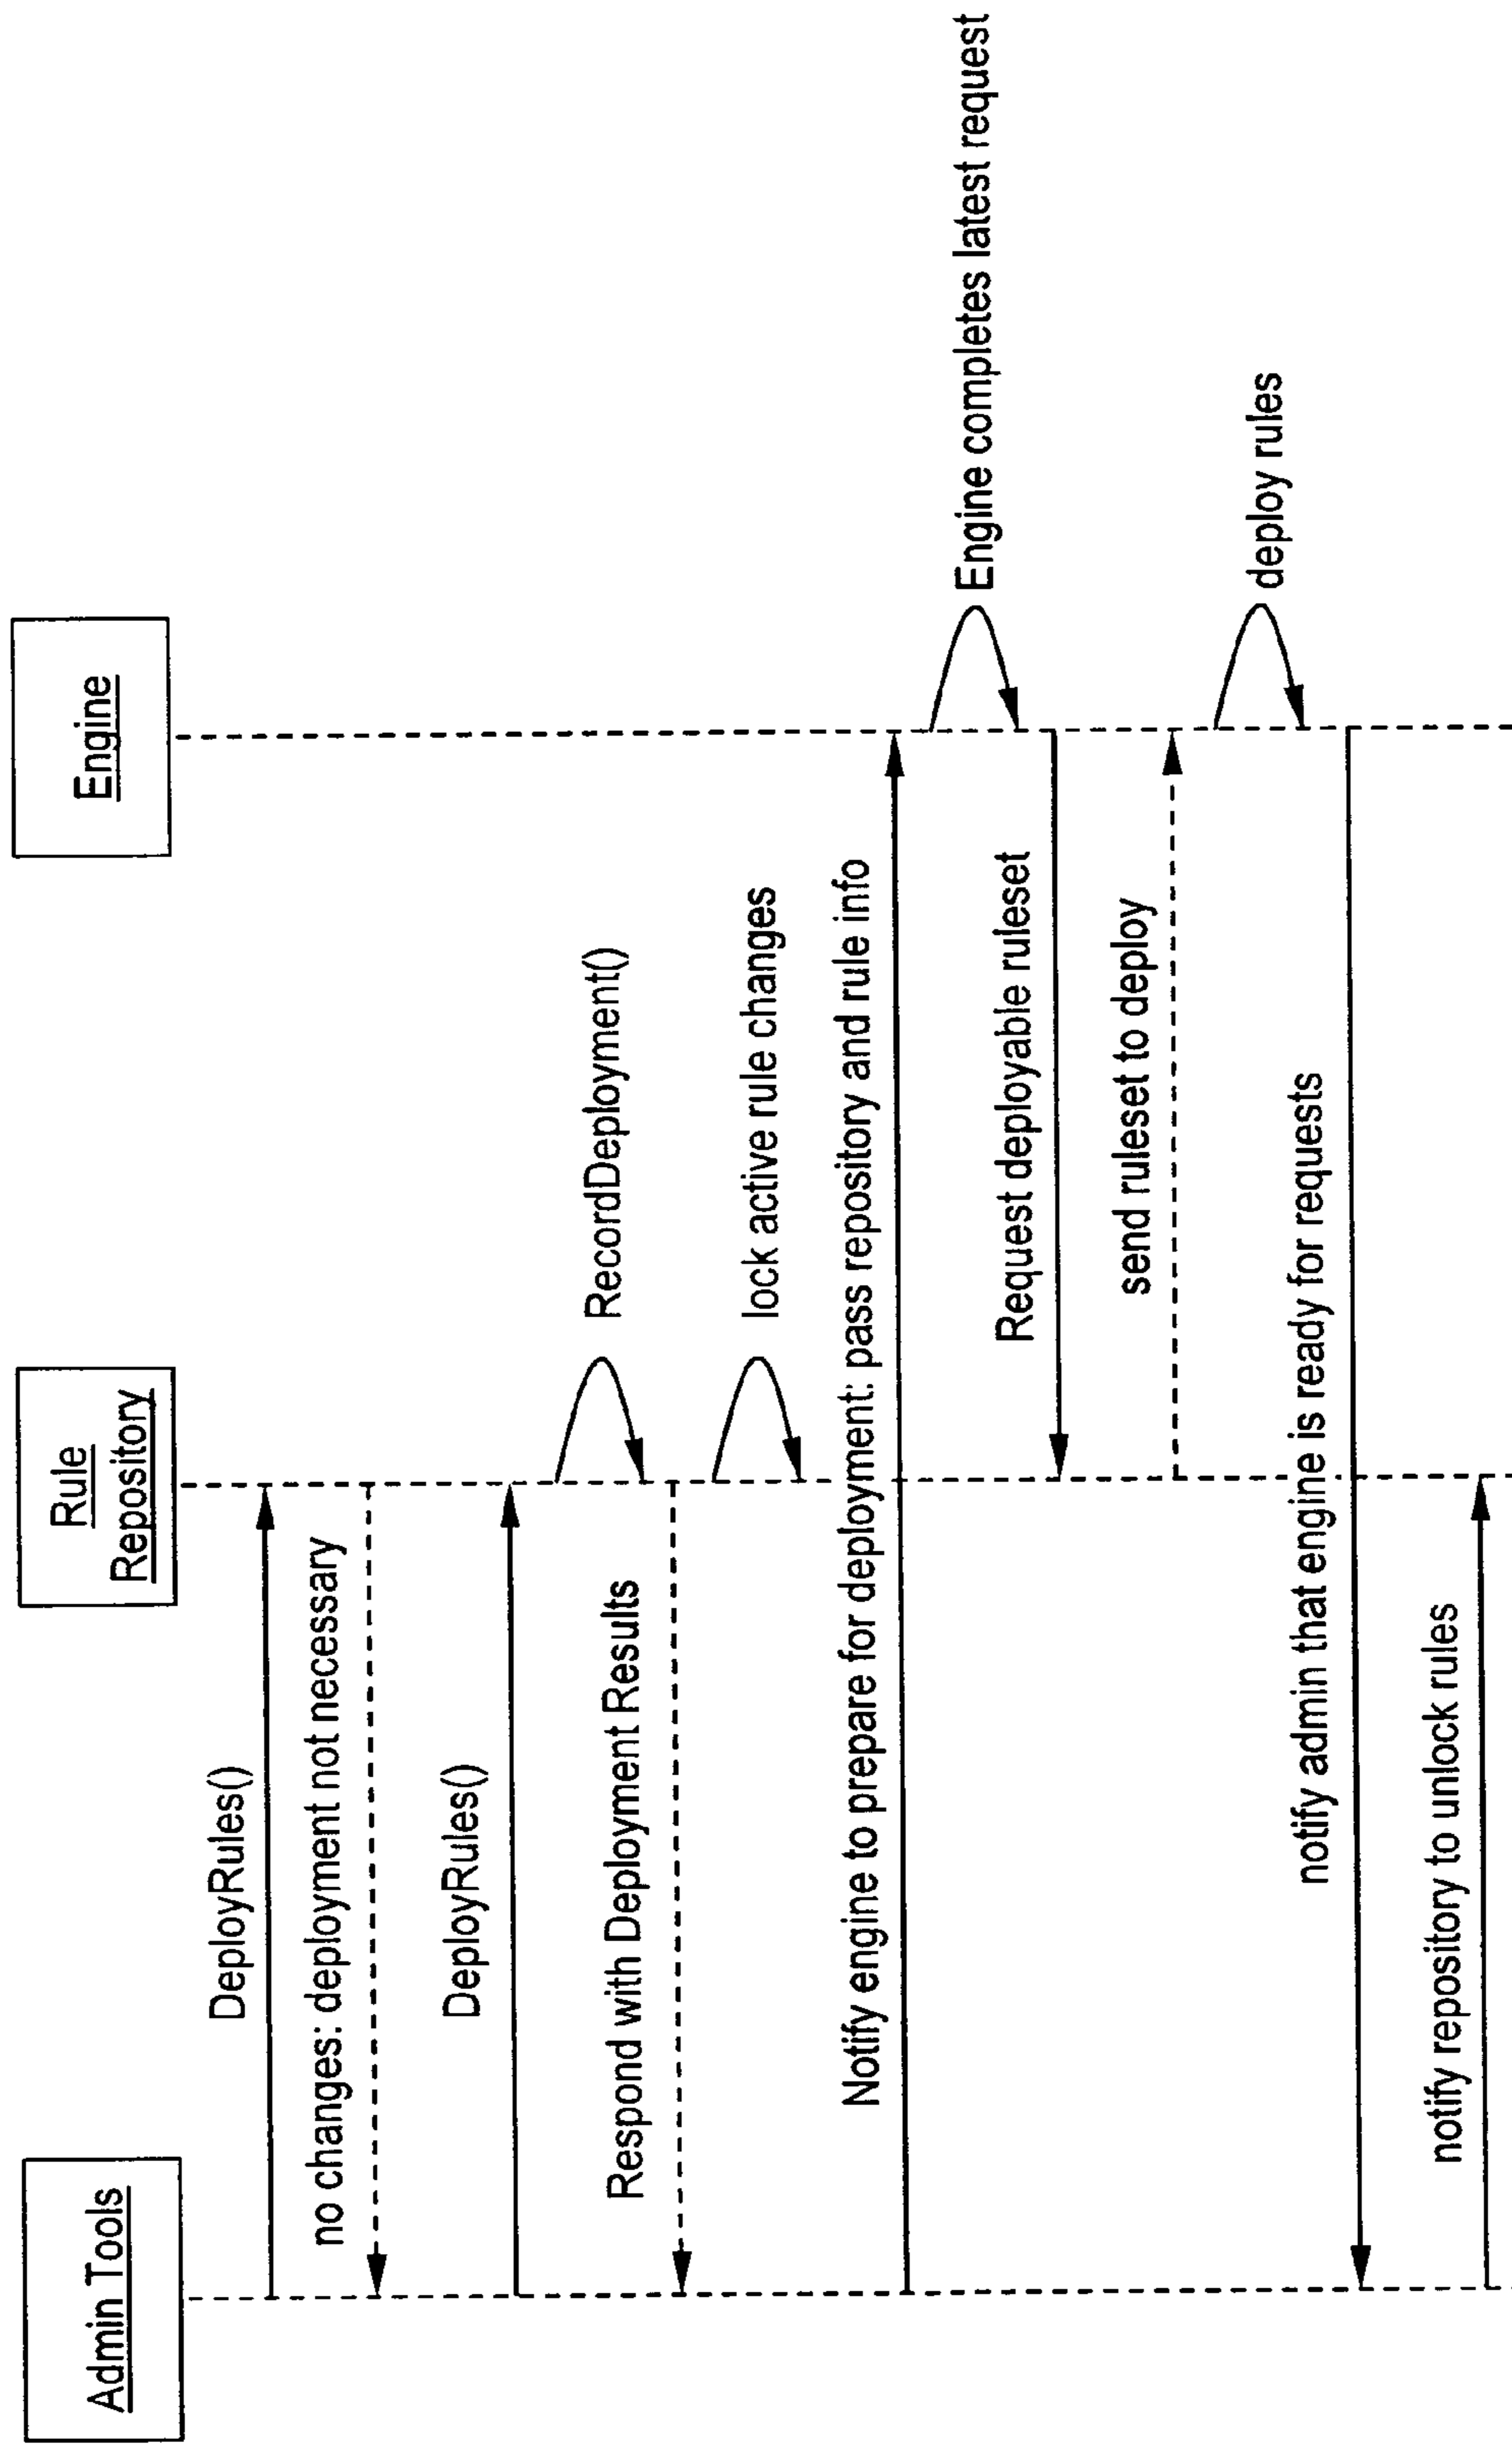 Admin Tools
Rule
Repository
Engine
DeployRules()
no changes: deployment not necessary
DeployRules()
RecordDeployment()
Respond with Deployment Results
lock active rule changes
Notify engine to prepare for deployment: pass repository and rule info
Engine completes latest request
Request deployable ruleset
send ruleset to deploy
deploy rules
notify admin that engine is ready for requests
notify repository to unlock rules